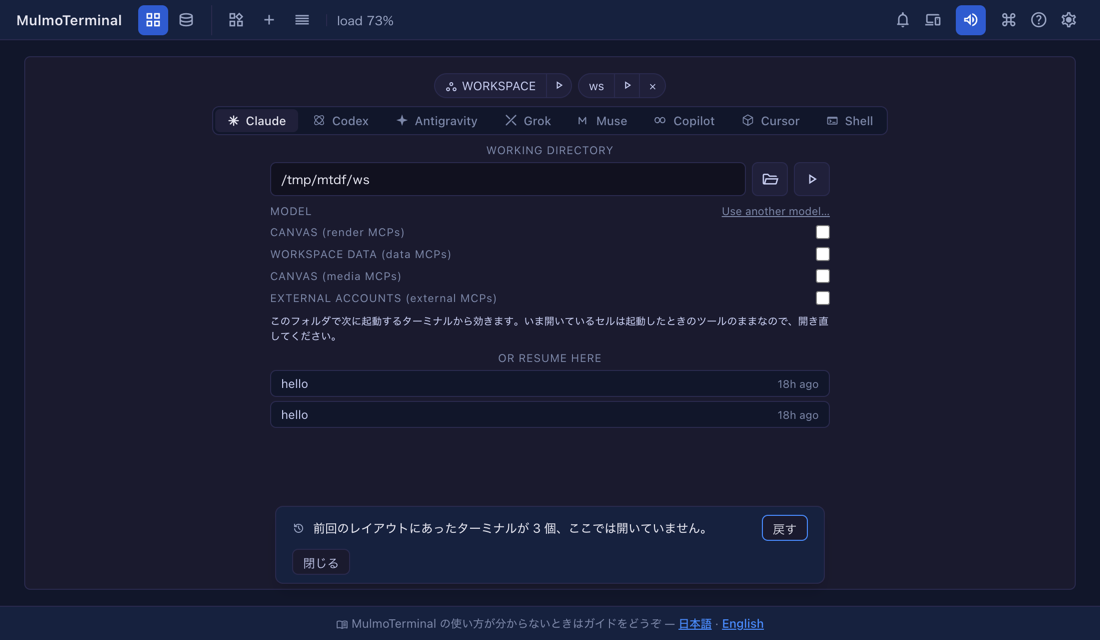 MulmoTerminal load 73%
WORKSPACE ws ×
Claude Codex Antigravity Grok Muse Copilot Cursor Shell
WORKING DIRECTORY
/tmp/mtdf/ws
MODEL Use another model...
CANVAS (render MCPs)
WORKSPACE DATA (data MCPs)
CANVAS (media MCPs)
EXTERNAL ACCOUNTS (external MCPs)
このフォルダで次に起動するターミナルから効きます。いま開いているセルは起動したときのツールのままなので、開き直
してください。
OR RESUME HERE
hello 18h ago
hello 18h ago
前回のレイアウトにあったターミナルが 3 個、ここでは開いていません。 戻す
閉じる
MulmoTerminal の使い方が分からないときはガイドをどうぞ — 日本語 · English